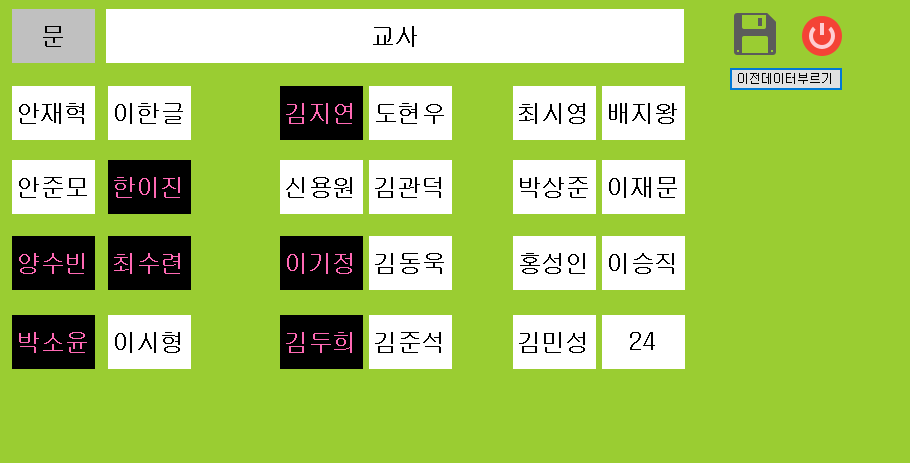 문 교사
이전데이터부르기
안재혁 이한글 김지연 도현우 최시영 배지왕
안준모 한이진 신용원 김관덕 박상준 이재문
양수빈 최수련 이기정 김동욱 홍성인 이승직
박소윤 이시형 김두희 김준석 김민성 24